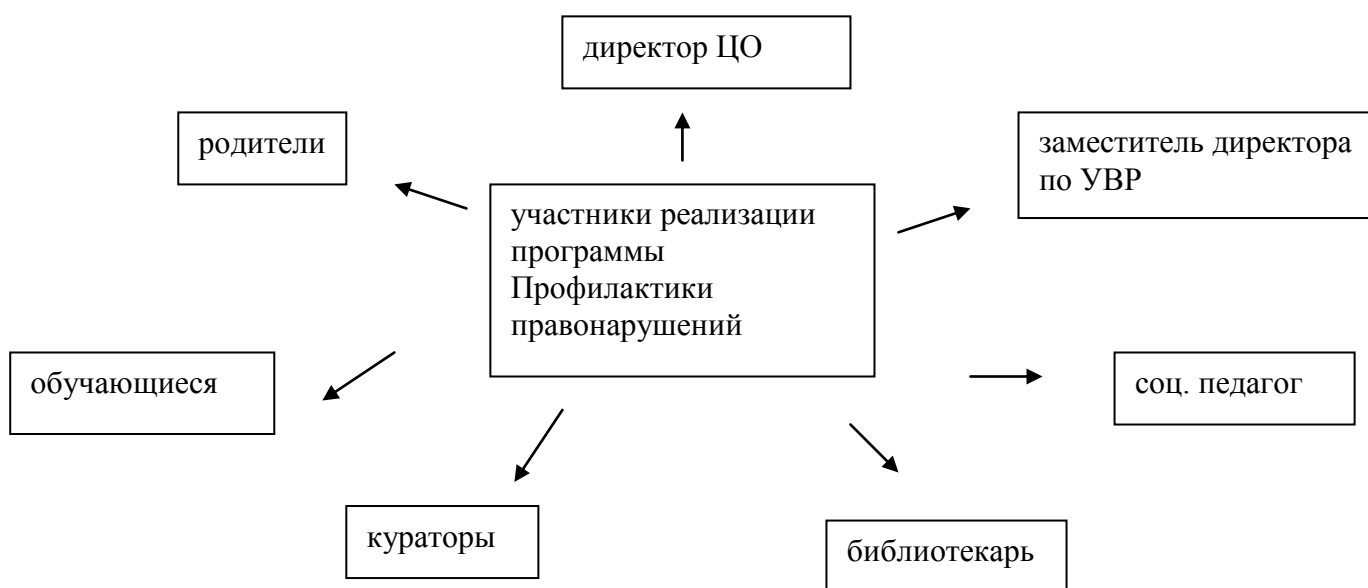 директор ЦО
родители
заместитель директора
по УВР
участники реализации
программы
Профилактики
правонарушений
обучающиеся
соц. педагог
кураторы
библиотекарь